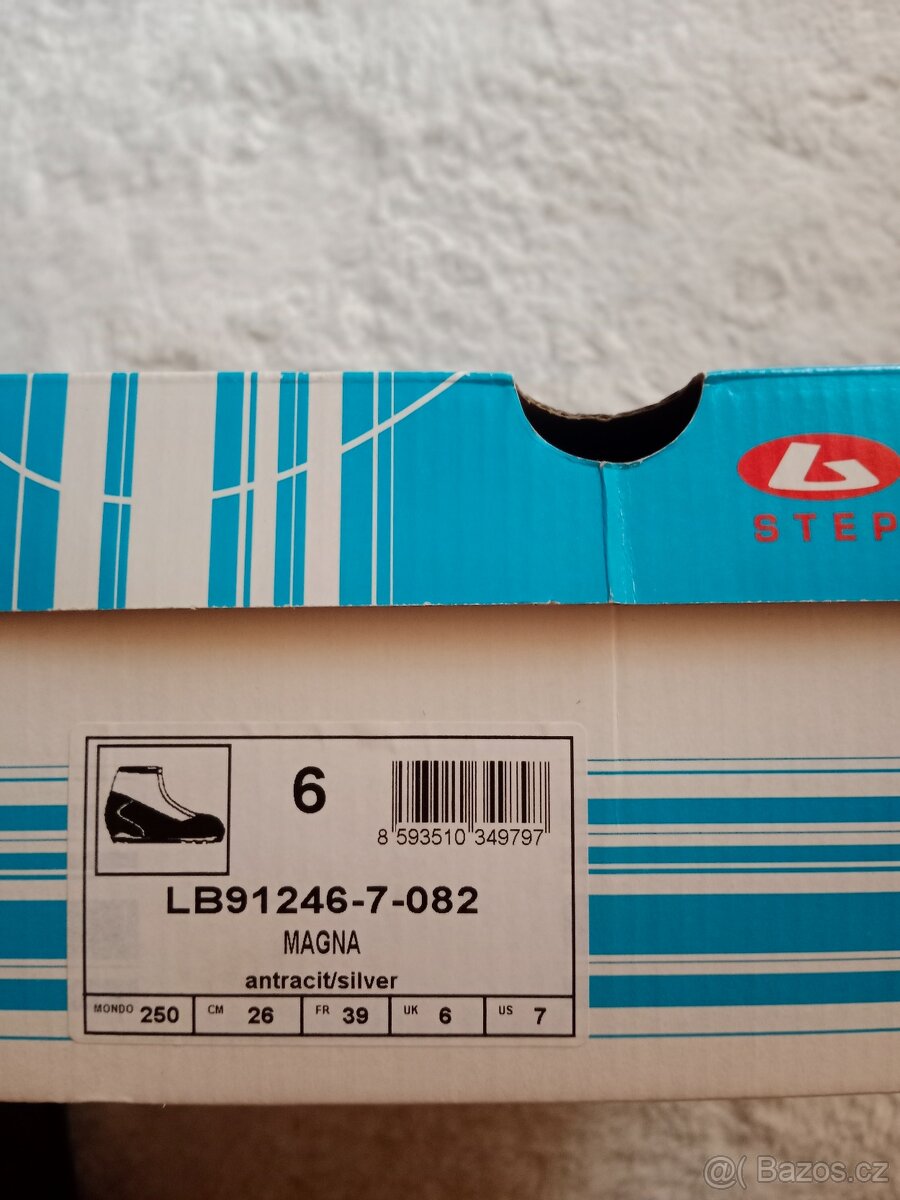 STEP
6
8 593510 349797
LB91246-7-082
MAGNA
antracit/silver
MONDO 250 CM 26 FR 39 UK 6 US 7
@( Bazos.cz